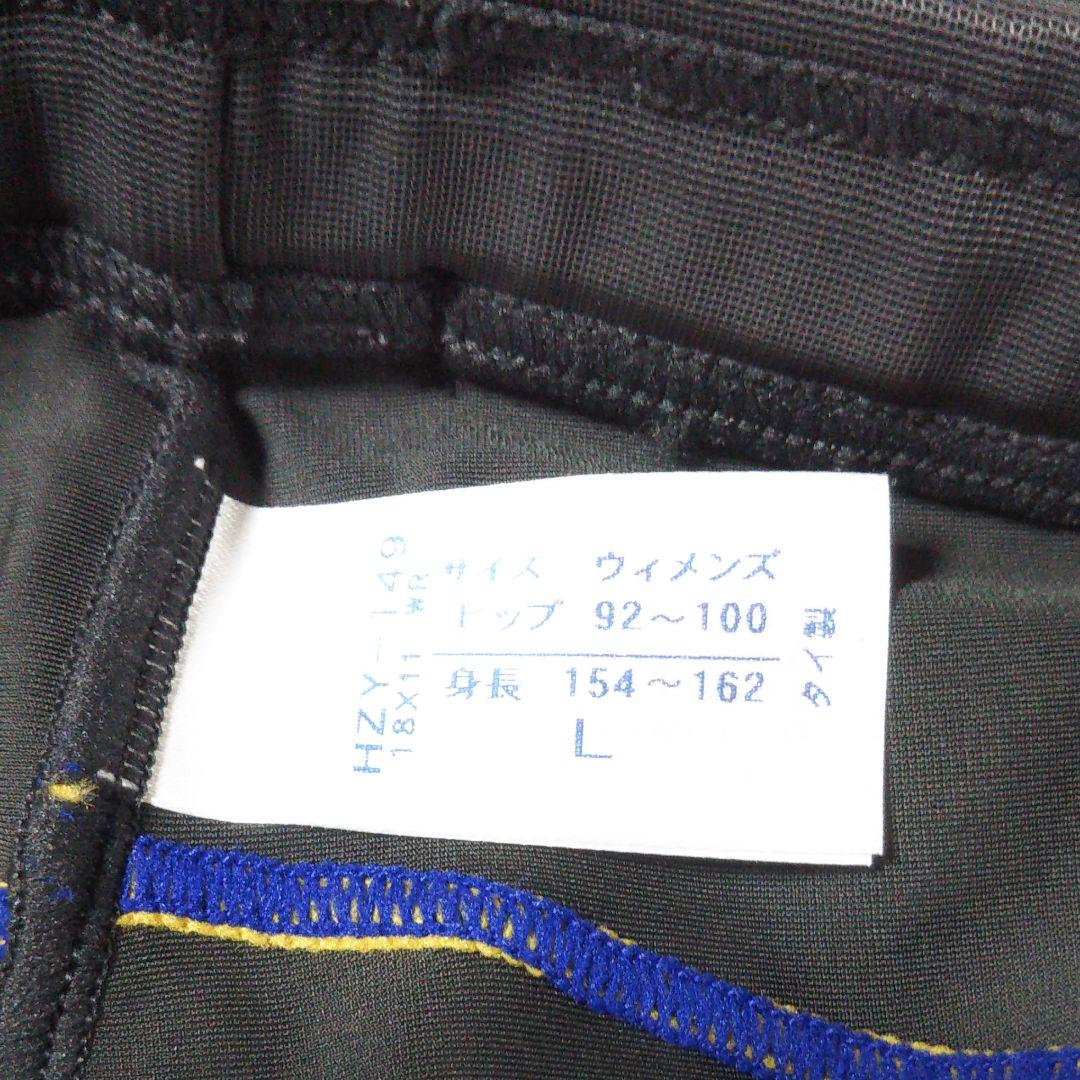 サイズ ウィメンズ
トップ 92～100
身長 154～162
L
タイ製
HZY-149
18X11 WR